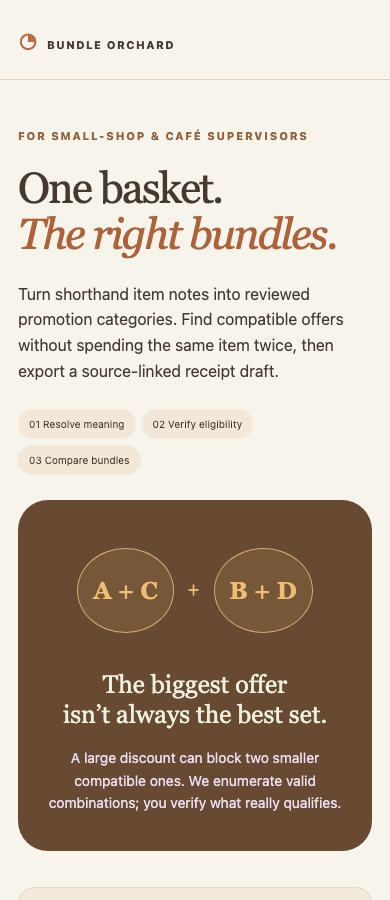 BUNDLE ORCHARD
FOR SMALL-SHOP & CAFÉ SUPERVISORS
One basket.
The right bundles.
Turn shorthand item notes into reviewed
promotion categories. Find compatible offers
without spending the same item twice, then
export a source-linked receipt draft.
01 Resolve meaning
02 Verify eligibility
03 Compare bundles
A + C + B + D
The biggest offer
isn’t always the best set.
A large discount can block two smaller
compatible ones. We enumerate valid
combinations; you verify what really qualifies.